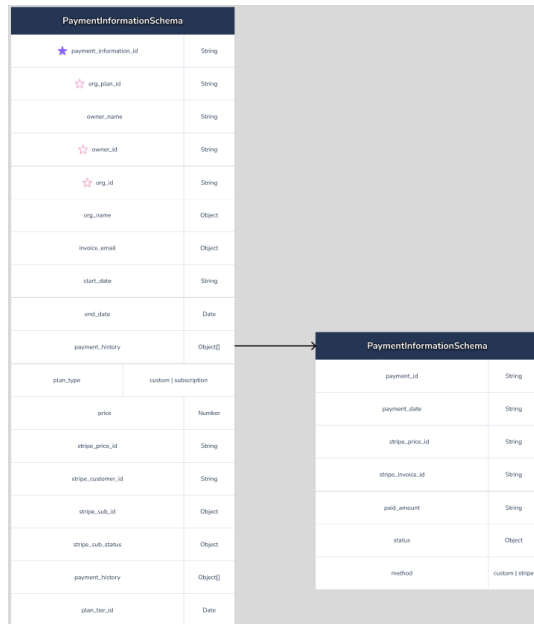 PaymentInformationSchema
payment_information_id String
org_plan_id String
owner_name String
owner_id String
org_id String
org_name Object
invoice_email Object
start_date String
end_date Date
payment_history Object[]
plan_type custom | subscription
price Number
stripe_price_id String
stripe_customer_id String
stripe_sub_id Object
stripe_sub_status Object
payment_history Object[]
plan_tier_id Date
PaymentInformationSchema
payment_id String
payment_date String
stripe_price_id String
stripe_invoice_id String
paid_amount String
status Object
method custom | stripe